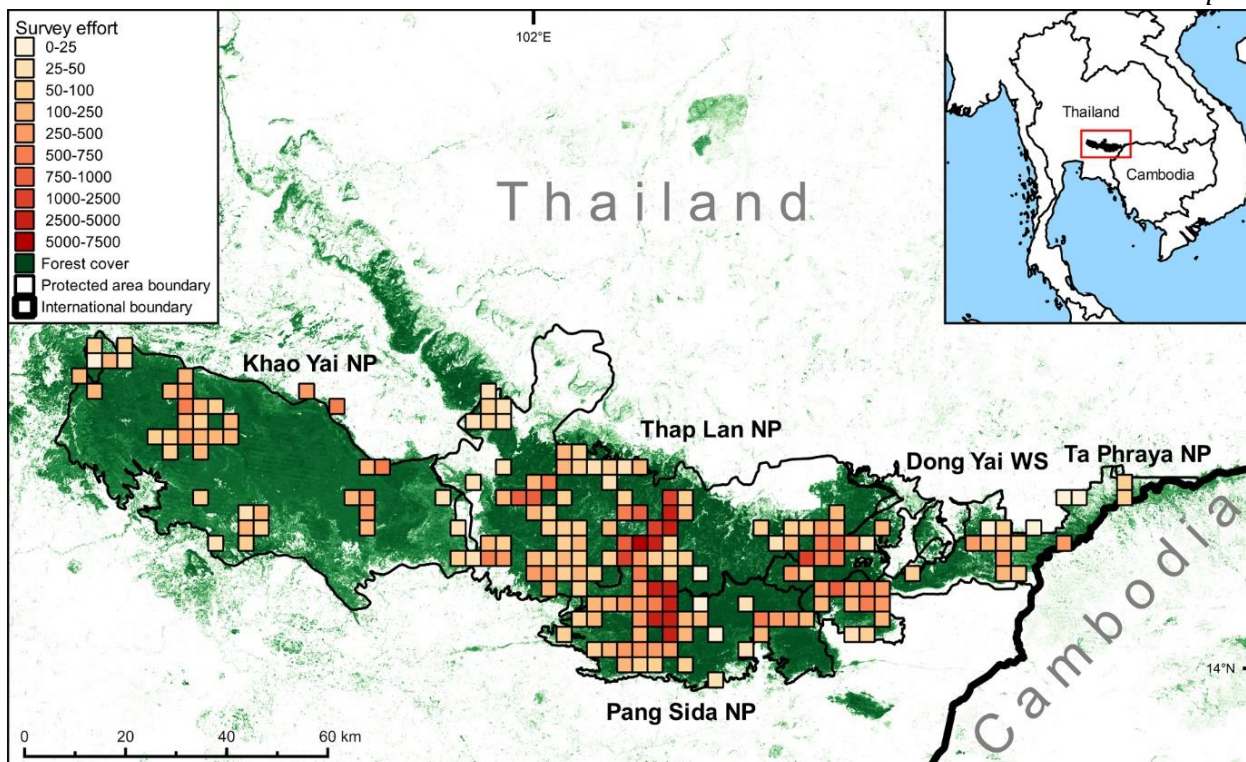 p
Survey effort
0-25
25-50
50-100
100-250
250-500
500-750
750-1000
1000-2500
2500-5000
5000-7500
Forest cover
Protected area boundary
International boundary
102°E
Thailand
Cambodia
Thailand
Khao Yai NP
Thap Lan NP
Dong Yai WS
Ta Phraya NP
Pang Sida NP
Cambodia
14°N
0 20 40 60 km